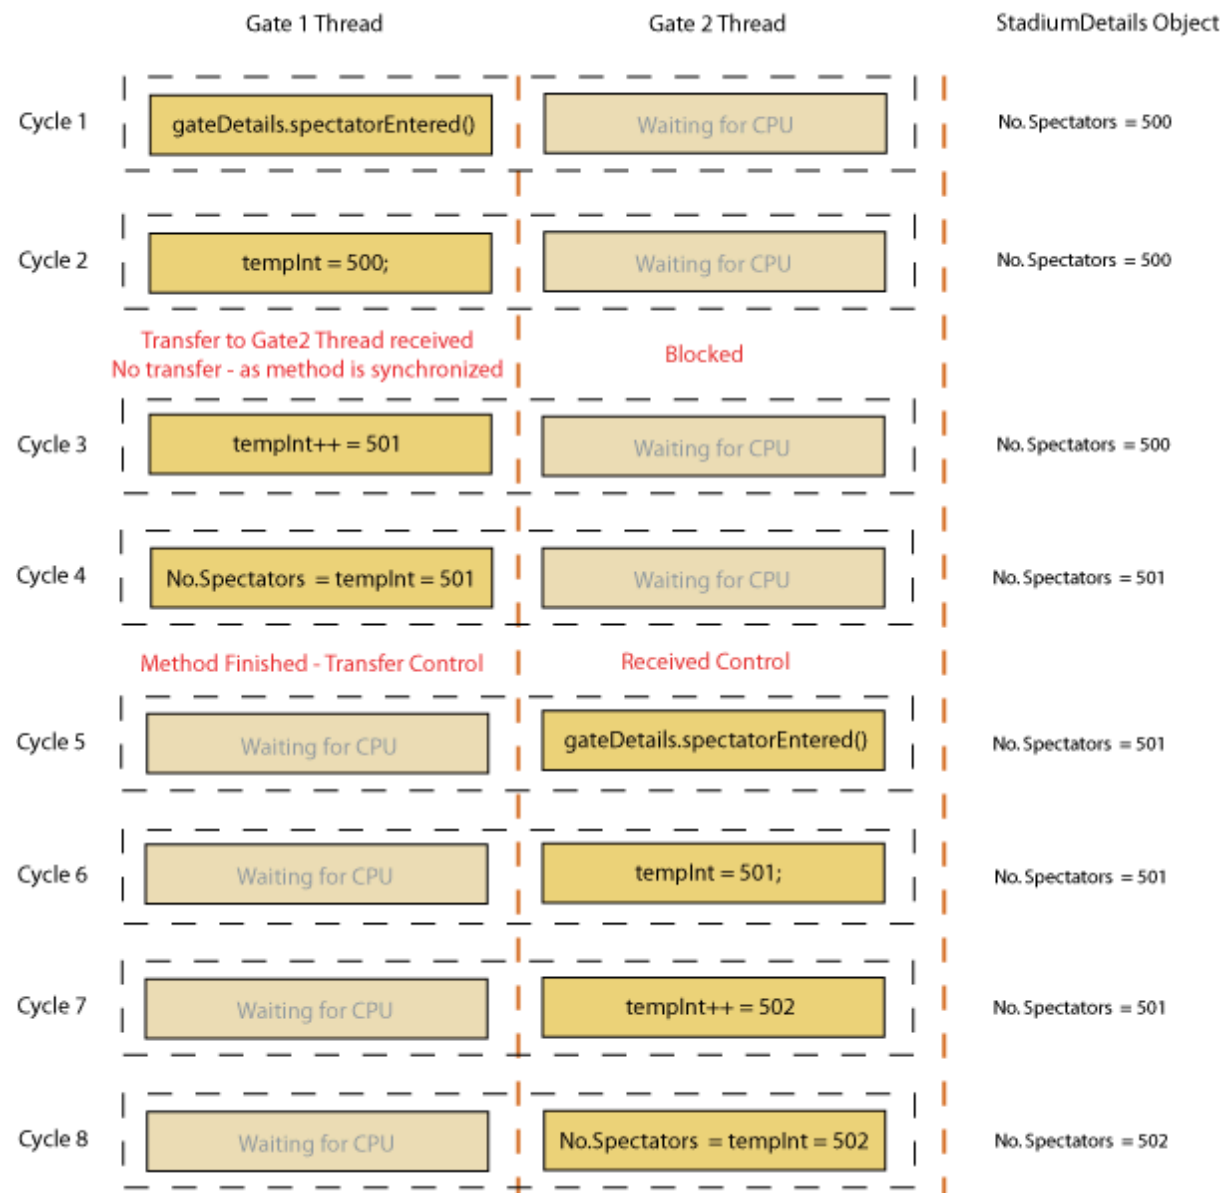 Gate 1 Thread Gate 2 Thread StadiumDetails Object
Cycle 1 gateDetails.spectatorEntered() Waiting for CPU No. Spectators = 500
Cycle 2 tempInt = 500; Waiting for CPU No. Spectators = 500
Transfer to Gate2 Thread received
No transfer - as method is synchronized
Blocked
Cycle 3 tempInt++ = 501 Waiting for CPU No. Spectators = 500
Cycle 4 No.Spectators = tempInt = 501 Waiting for CPU No. Spectators = 501
Method Finished - Transfer Control Received Control
Cycle 5 Waiting for CPU gateDetails.spectatorEntered() No. Spectators = 501
Cycle 6 Waiting for CPU tempInt = 501; No. Spectators = 501
Cycle 7 Waiting for CPU tempInt++ = 502 No. Spectators = 501
Cycle 8 Waiting for CPU No.Spectators = tempInt = 502 No. Spectators = 502